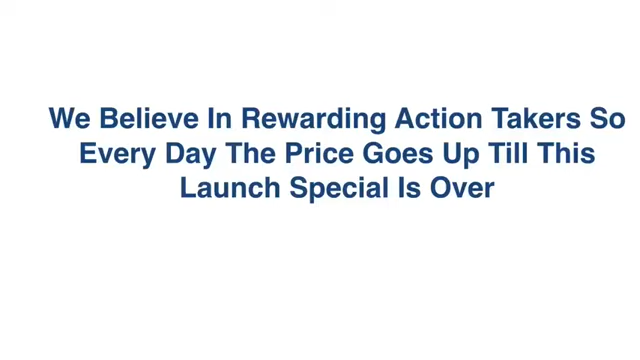 We Believe In Rewarding Action Takers So
Every Day The Price Goes Up Till This
Launch Special Is Over